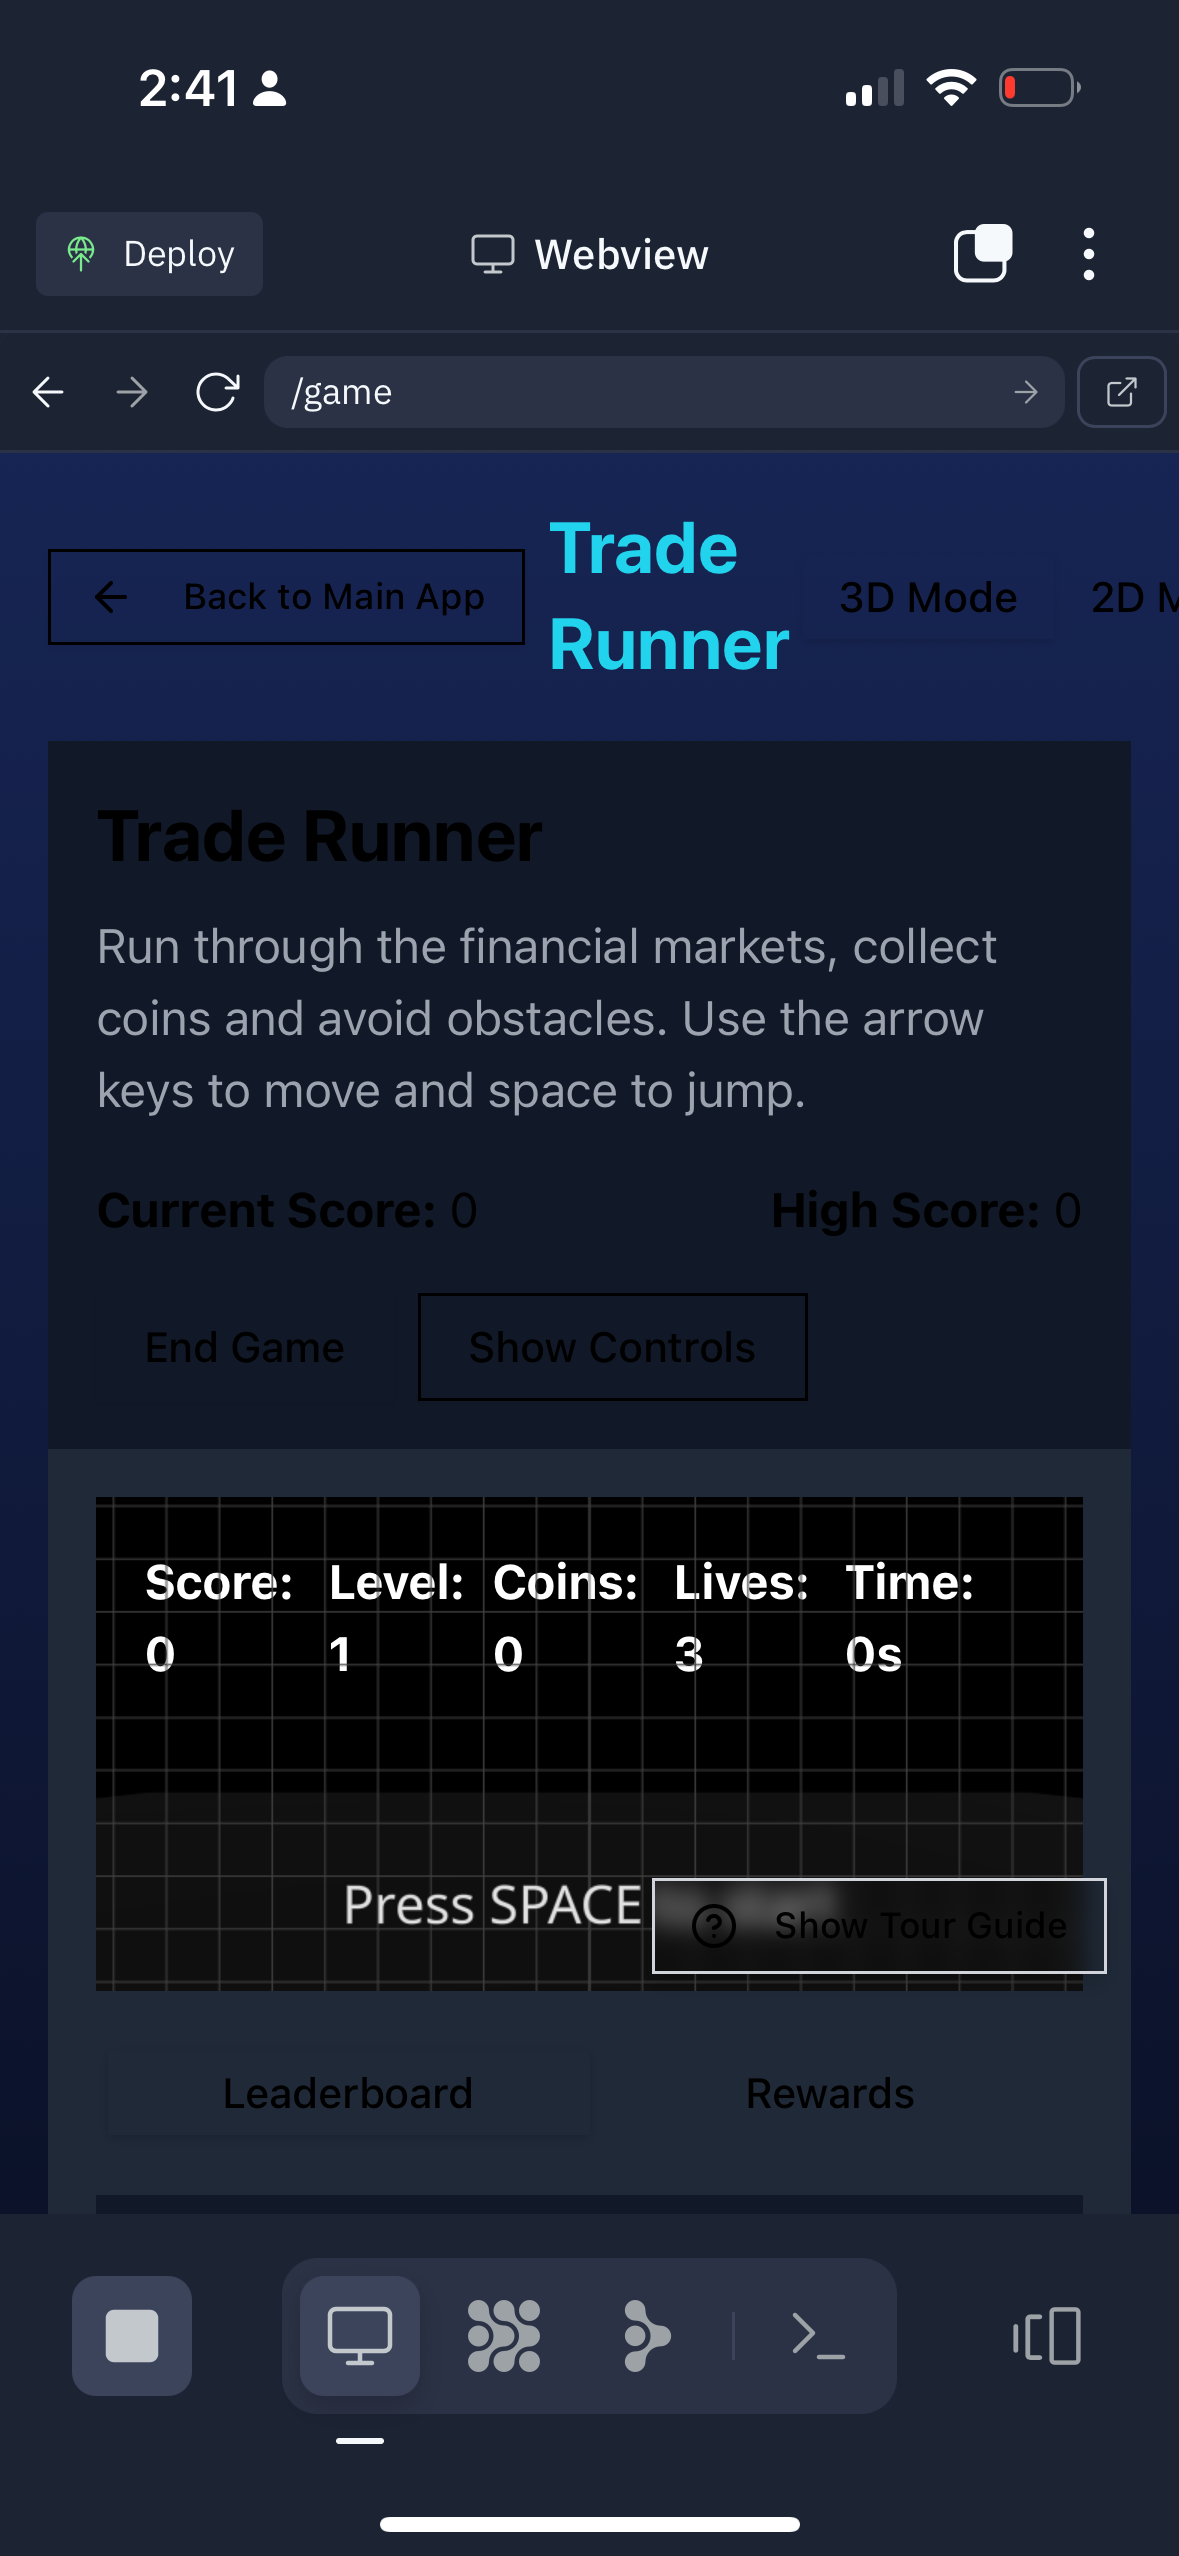 2:41
Deploy
Webview
/game
Back to Main App
Trade
Runner
3D Mode
2D M
Trade Runner
Run through the financial markets, collect
coins and avoid obstacles. Use the arrow
keys to move and space to jump.
Current Score: 0
High Score: 0
End Game
Show Controls
Score: Level: Coins: Lives: Time:
0 1 0 3 0s
Press SPACE
Show Tour Guide
Leaderboard
Rewards